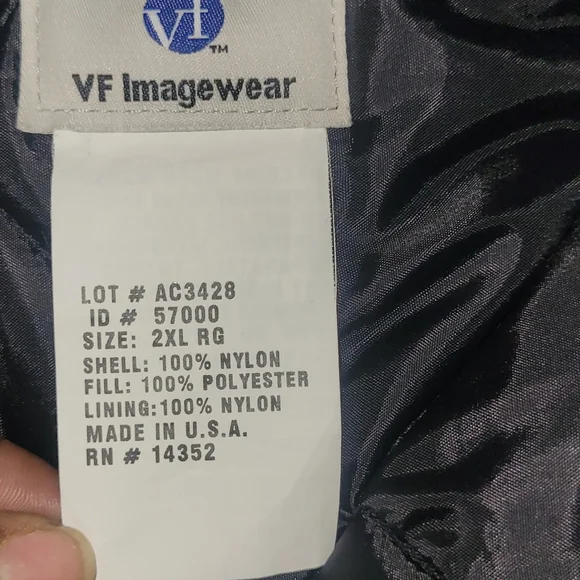 vf
TM
VF Imagewear
LOT # AC3428
ID # 57000
SIZE: 2XL RG
SHELL: 100% NYLON
FILL: 100% POLYESTER
LINING:100% NYLON
MADE IN U.S.A.
RN # 14352